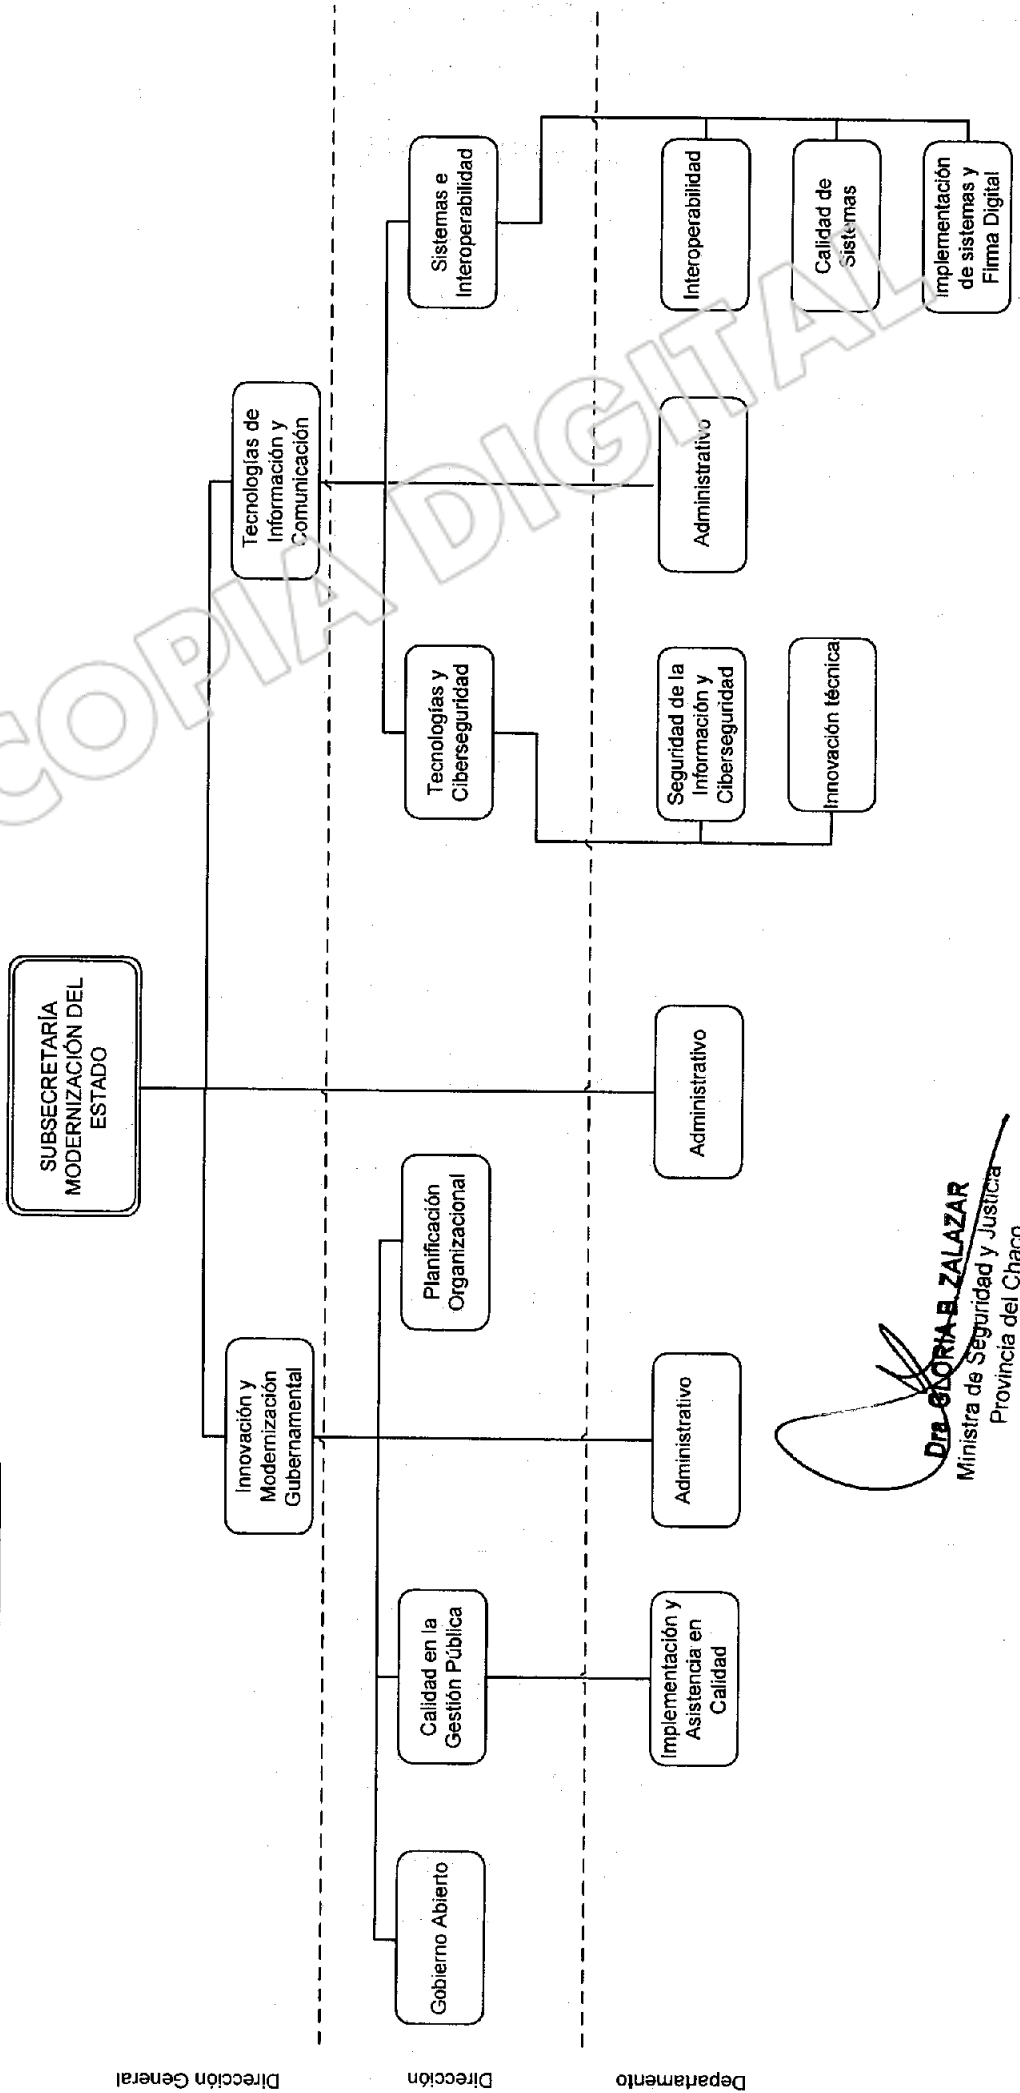 SUBSECRETARÍA
MODERNIZACIÓN DEL
ESTADO
Dirección General
Innovación y
Modernización
Gubernamental
Tecnologías de
Información y
Comunicación
Dirección
Gobierno Abierto
Calidad en la
Gestión Pública
Planificación
Organizacional
Tecnologías y
Ciberseguridad
Sistemas e
Interoperabilidad
Departamento
Implementación y
Asistencia en
Calidad
Administrativo
Administrativo
Seguridad de la
Información y
Ciberseguridad
Innovación técnica
Administrativo
Interoperabilidad
Calidad de
Sistemas
Implementación
de sistemas y
Firma Digital
COPIA DIGITAL
Dra GLORIA B. ZALAZAR
Ministra de Seguridad y Justicia
Provincia del Chaco